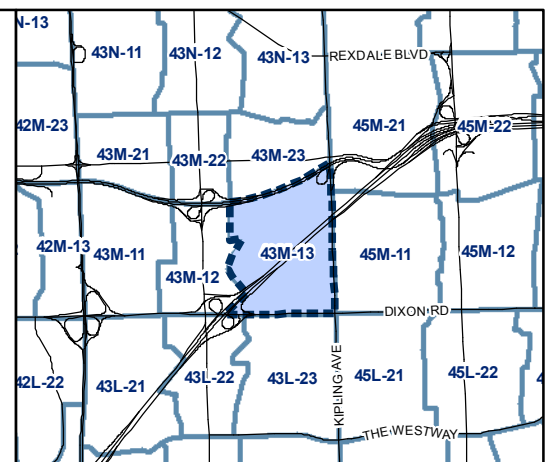 N-13
43N-11
43N-12
43N-13
REXDALE BLVD
42M-23
45M-21
45M-22
43M-21
43M-22
43M-23
42M-13
43M-11
43M-12
43M-13
45M-11
45M-12
DIXON RD
42L-22
43L-21
43L-22
43L-23
KIPLING AVE
45L-21
45L-22
4
THE WESTWAY